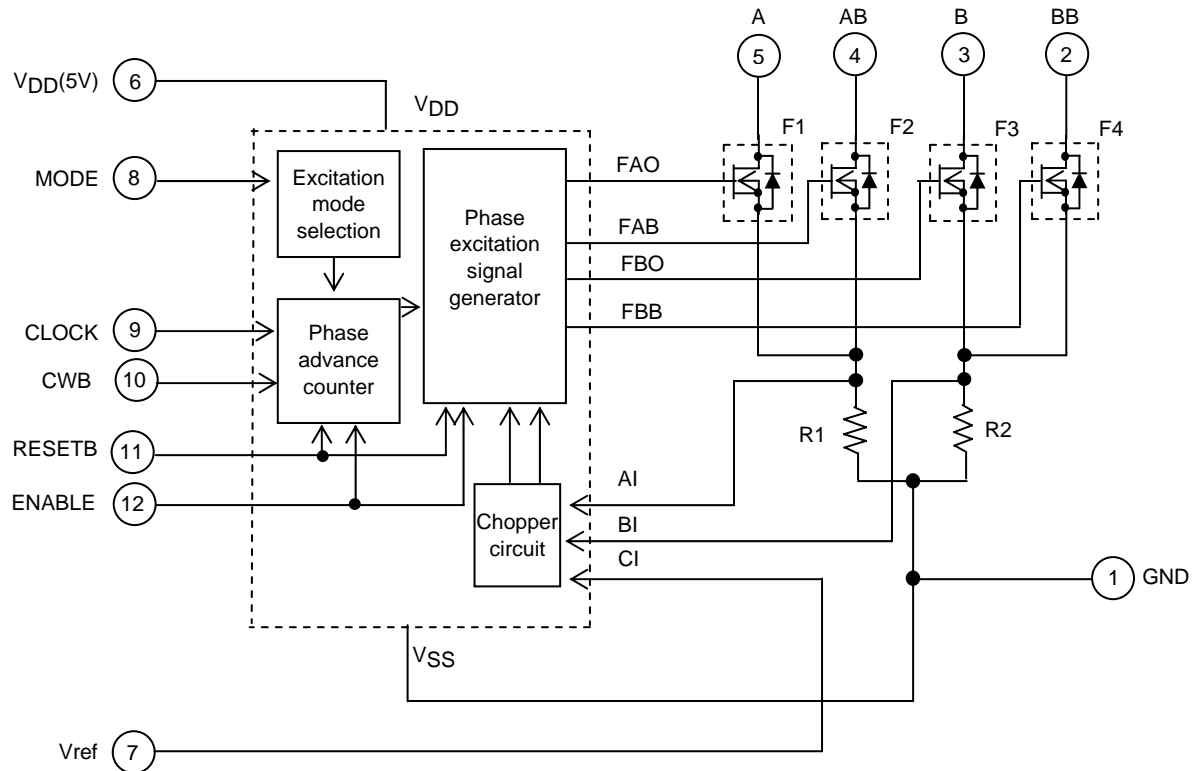 A AB B BB
5 4 3 2
VDD(5V) 6
VDD
F1 F2 F3 F4
MODE 8
Excitation
mode
selection
Phase
excitation
signal
generator
FAO
FAB
FBO
FBB
CLOCK 9
CWB 10
Phase
advance
counter
RESETB 11
ENABLE 12
R1 R2
Chopper
circuit
AI
BI
CI
1 GND
VSS
Vref 7